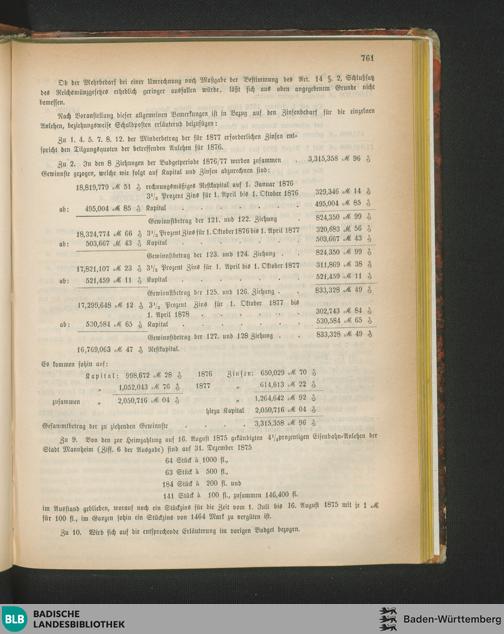 761
Ob der Mehrbedarf bei einer Umrechnung nach Maßgabe der Bestimmung des Art. 14 §. 2, Schlußsatz
des Reichsmünzgesetzes erheblich geringer ausfallen würde, läßt sich aus oben angegebenem Grunde nicht
bemessen.
Nach Voranstellung dieser allgemeinen Bemerkungen ist in Bezug auf den Zinsenbedarf für die einzelnen
Anlehen, beziehungsweise Schuldposten erläuternd beizufügen:
Zu 1. 4. 5. 7. 8. 12. der Minderbetrag der für 1877 erforderlichen Zinsen ent-
spricht den Tilgungsquoten der betreffenden Anlehen für 1876.
Zu 2. In den 8 Ziehungen der Budgetperiode 1876/77 werden zusammen . 3,315,358 ℳ 96 ₰
Gewinnste gezogen, welche wie folgt auf Kapital und Zinsen abzurechnen sind:
18,819,779 ℳ 51 ₰ rechnungsmäßiges Restkapital auf 1. Januar 1876
3½ Prozent Zins für 1. April bis 1. Oktober 1876 329,346 ℳ 14 ₰
ab: 495,004 ℳ 85 ₰ Kapital . . . . . . 495,004 ℳ 85 ₰
Gewinnstbetrag der 121. und 122. Ziehung . 824,350 ℳ 99 ₰
18,324,774 ℳ 66 ₰ 3½ Prozent Zins für 1. Oktober 1876 bis 1. April 1877 320,683 ℳ 56 ₰
ab: 503,667 ℳ 43 ₰ Kapital . . . . . . 503,667 ℳ 43 ₰
Gewinnstbetrag der 123. und 124. Ziehung . 824,350 ℳ 99 ₰
17,821,107 ℳ 23 ₰ 3½ Prozent Zins für 1. April bis 1. Oktober 1877 311,869 ℳ 38 ₰
ab: 521,459 ℳ 11 ₰ Kapital . . . . . . 521,459 ℳ 11 ₰
Gewinnstbetrag der 125. und 126. Ziehung . 833,328 ℳ 49 ₰
17,299,648 ℳ 12 ₰ 3½ Prozent Zins für 1. Oktober 1877 bis
1. April 1878 . . . . . . 302,743 ℳ 84 ₰
ab: 530,584 ℳ 65 ₰ Kapital . . . . . . 530,584 ℳ 65 ₰
Gewinnstbetrag der 127. und 128 Ziehung . 833,328 ℳ 49 ₰
16,769,063 ℳ 47 ₰ Restkapital.
Es kommen sohin auf:
Kapital: 998,672 ℳ 28 ₰ 1876 Zinsen: 650,029 ℳ 70 ₰
„ 1,052,043 ℳ 76 ₰ 1877 „ 614,613 ℳ 22 ₰
zusammen „ 2,050,716 ℳ 04 ₰ „ 1,264,642 ℳ 92 ₰
hiezu Kapital 2,050,716 ℳ 04 ₰
Gesammtbetrag der zu ziehenden Gewinnste . . . . . 3,315,358 ℳ 96 ₰
Zu 9. Von den zur Heimzahlung auf 16. August 1875 gekündigten 4½prozentigen Eisenbahn-Anlehen der
Stadt Mannheim (Ziff. 6 der Ausgabe) sind auf 31. Dezember 1875
64 Stück à 1000 fl.,
63 Stück à 500 fl.,
184 Stück à 200 fl. und
141 Stück à 100 fl., zusammen 146,400 fl.
im Ausstand geblieben, worauf noch ein Stückzins für die Zeit vom 1. Juli bis 16. August 1875 mit je 1 ℳ
für 100 fl., im Ganzen sohin ein Stückzins von 1464 Mark zu vergüten ist.
Zu 10. Wird sich auf die entsprechende Erläuterung im vorigen Budget bezogen.
BLB
BADISCHE
LANDESBIBLIOTHEK
Baden-Württemberg